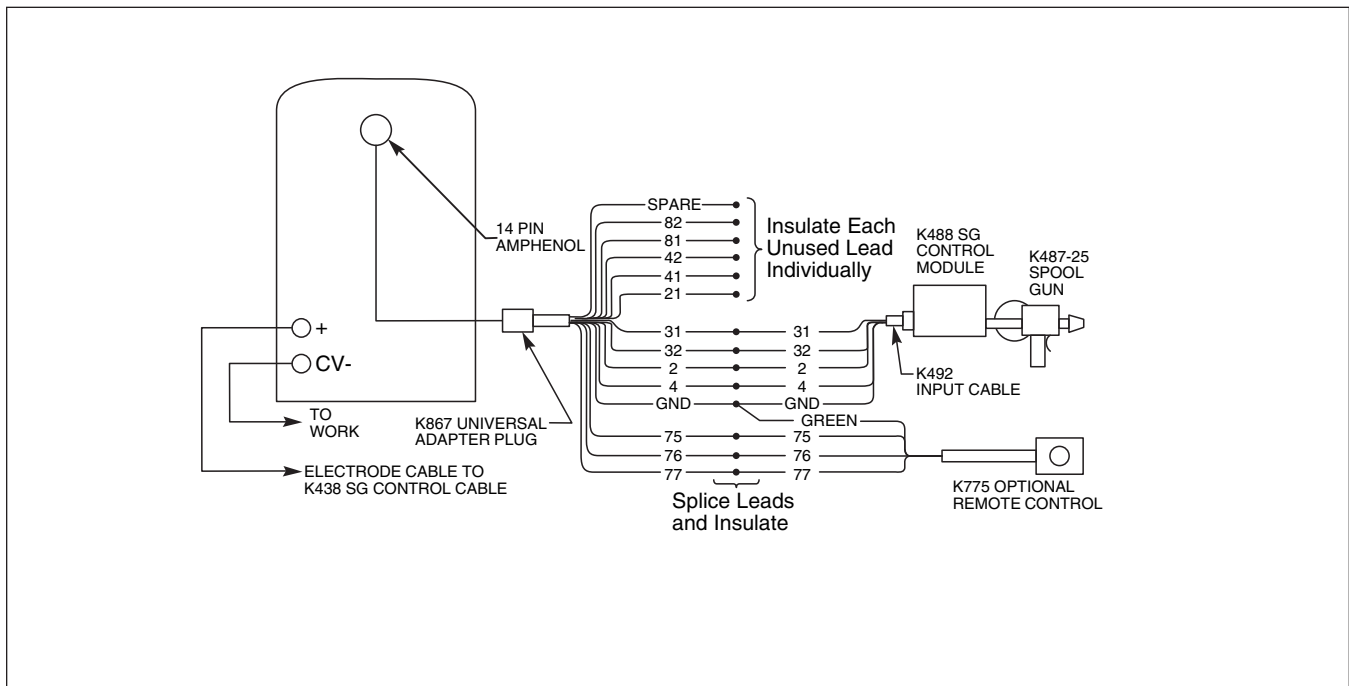 14 PIN
AMPHENOL
+
CV-
TO
WORK
ELECTRODE CABLE TO
K438 SG CONTROL CABLE
K867 UNIVERSAL
ADAPTER PLUG
SPARE
82
81
42
41
21
Insulate Each
Unused Lead
Individually
31 31
32 32
2 2
4 4
GND GND
GREEN
75 75
76 76
77 77
Splice Leads
and Insulate
K488 SG
CONTROL
MODULE
K487-25
SPOOL
GUN
K492
INPUT CABLE
K775 OPTIONAL
REMOTE CONTROL